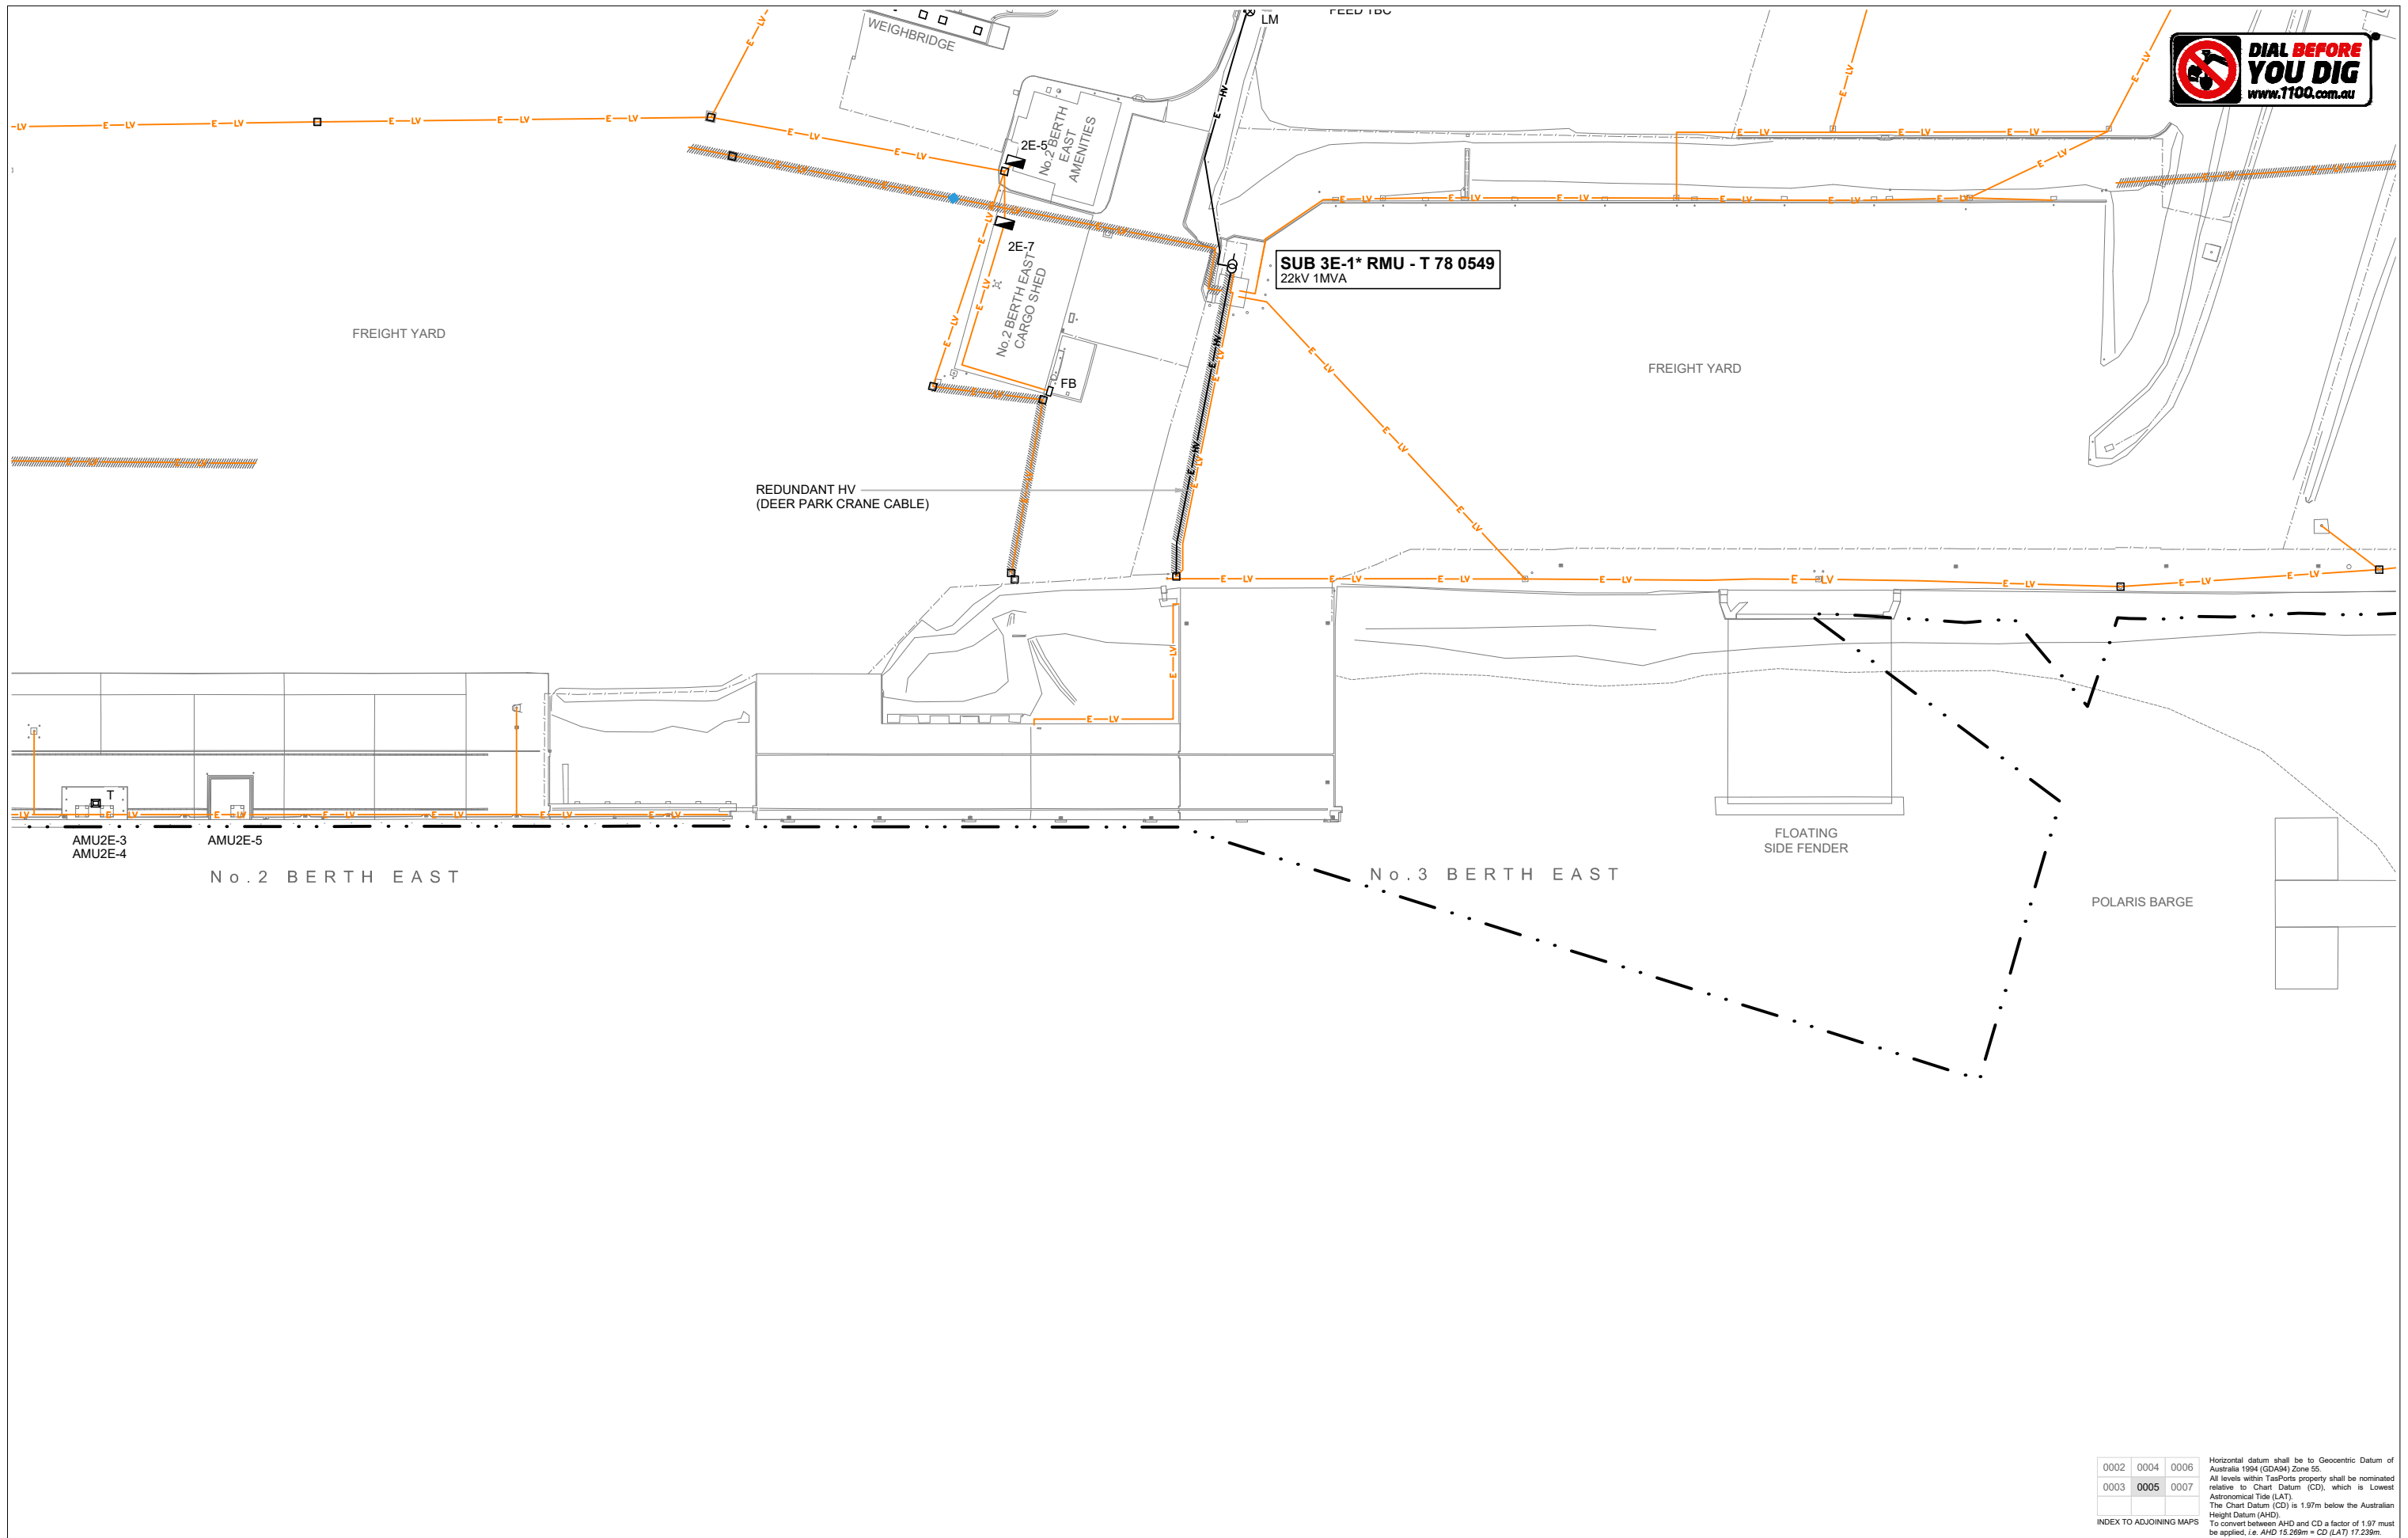 WEIGHBRIDGE
LM
FEED TBC
DIAL BEFORE
YOU DIG
www.1100.com.au
2E-5
No.2 BERTH
EAST
AMENITIES
2E-7
No.2 BERTH EAST
CARGO SHED
SUB 3E-1* RMU - T 78 0549
22kV 1MVA
FREIGHT YARD
FREIGHT YARD
FB
REDUNDANT HV
(DEER PARK CRANE CABLE)
E LV
E HV
T
AMU2E-3
AMU2E-4
AMU2E-5
No.2 BERTH EAST
No.3 BERTH EAST
FLOATING
SIDE FENDER
POLARIS BARGE
0002 0004 0006
0003 0005 0007
INDEX TO ADJOINING MAPS
Horizontal datum shall be to Geocentric Datum of
Australia 1994 (GDA94) Zone 55.
All levels within TasPorts property shall be nominated
relative to Chart Datum (CD), which is Lowest
Astronomical Tide (LAT).
The Chart Datum (CD) is 1.97m below the Australian
Height Datum (AHD).
To convert between AHD and CD a factor of 1.97 must
be applied, i.e. AHD 15.269m = CD (LAT) 17.239m.